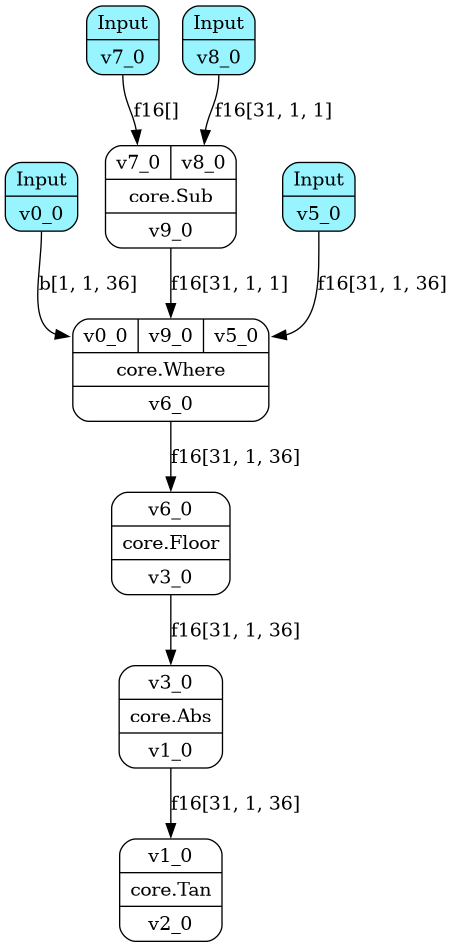 Input
v7_0
Input
v8_0
f16[]
f16[31, 1, 1]
v7_0 v8_0
core.Sub
v9_0
Input
v0_0
Input
v5_0
b[1, 1, 36]
f16[31, 1, 1]
f16[31, 1, 36]
v0_0 v9_0 v5_0
core.Where
v6_0
f16[31, 1, 36]
v6_0
core.Floor
v3_0
f16[31, 1, 36]
v3_0
core.Abs
v1_0
f16[31, 1, 36]
v1_0
core.Tan
v2_0